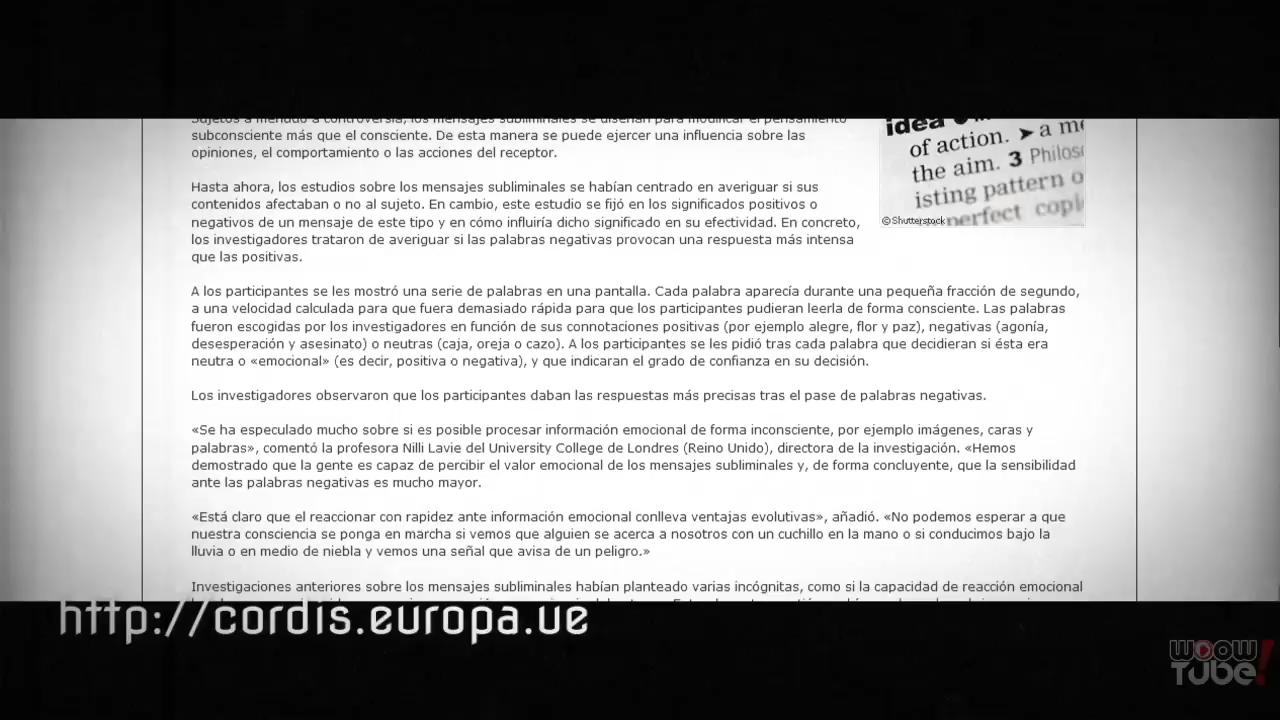 Sujetos a menudo a controversia, los mensajes subliminales se diseñan para modificar el pensamiento
subconsciente más que el consciente. De esta manera se puede ejercer una influencia sobre las
opiniones, el comportamiento o las acciones del receptor.
Hasta ahora, los estudios sobre los mensajes subliminales se habían centrado en averiguar si sus
contenidos afectaban o no al sujeto. En cambio, este estudio se fijó en los significados positivos o
negativos de un mensaje de este tipo y en cómo influiría dicho significado en su efectividad. En concreto,
los investigadores trataron de averiguar si las palabras negativas provocan una respuesta más intensa
que las positivas.
idea
of action. ➤ a me
the aim. 3 Philos
isting pattern o
perfect copi
© Shutterstock
A los participantes se les mostró una serie de palabras en una pantalla. Cada palabra aparecía durante una pequeña fracción de segundo,
a una velocidad calculada para que fuera demasiado rápida para que los participantes pudieran leerla de forma consciente. Las palabras
fueron escogidas por los investigadores en función de sus connotaciones positivas (por ejemplo alegre, flor y paz), negativas (agonía,
desesperación y asesinato) o neutras (caja, oreja o cazo). A los participantes se les pidió tras cada palabra que decidieran si ésta era
neutra o «emocional» (es decir, positiva o negativa), y que indicaran el grado de confianza en su decisión.
Los investigadores observaron que los participantes daban las respuestas más precisas tras el pase de palabras negativas.
«Se ha especulado mucho sobre si es posible procesar información emocional de forma inconsciente, por ejemplo imágenes, caras y
palabras», comentó la profesora Nilli Lavie del University College de Londres (Reino Unido), directora de la investigación. «Hemos
demostrado que la gente es capaz de percibir el valor emocional de los mensajes subliminales y, de forma concluyente, que la sensibilidad
ante las palabras negativas es mucho mayor.
«Está claro que el reaccionar con rapidez ante información emocional conlleva ventajas evolutivas», añadió. «No podemos esperar a que
nuestra consciencia se ponga en marcha si vemos que alguien se acerca a nosotros con un cuchillo en la mano o si conducimos bajo la
lluvia o en medio de niebla y vemos una señal que avisa de un peligro.»
Investigaciones anteriores sobre los mensajes subliminales habían planteado varias incógnitas, como si la capacidad de reacción emocional
http://cordis.europa.ue
WOOW
TUBE!